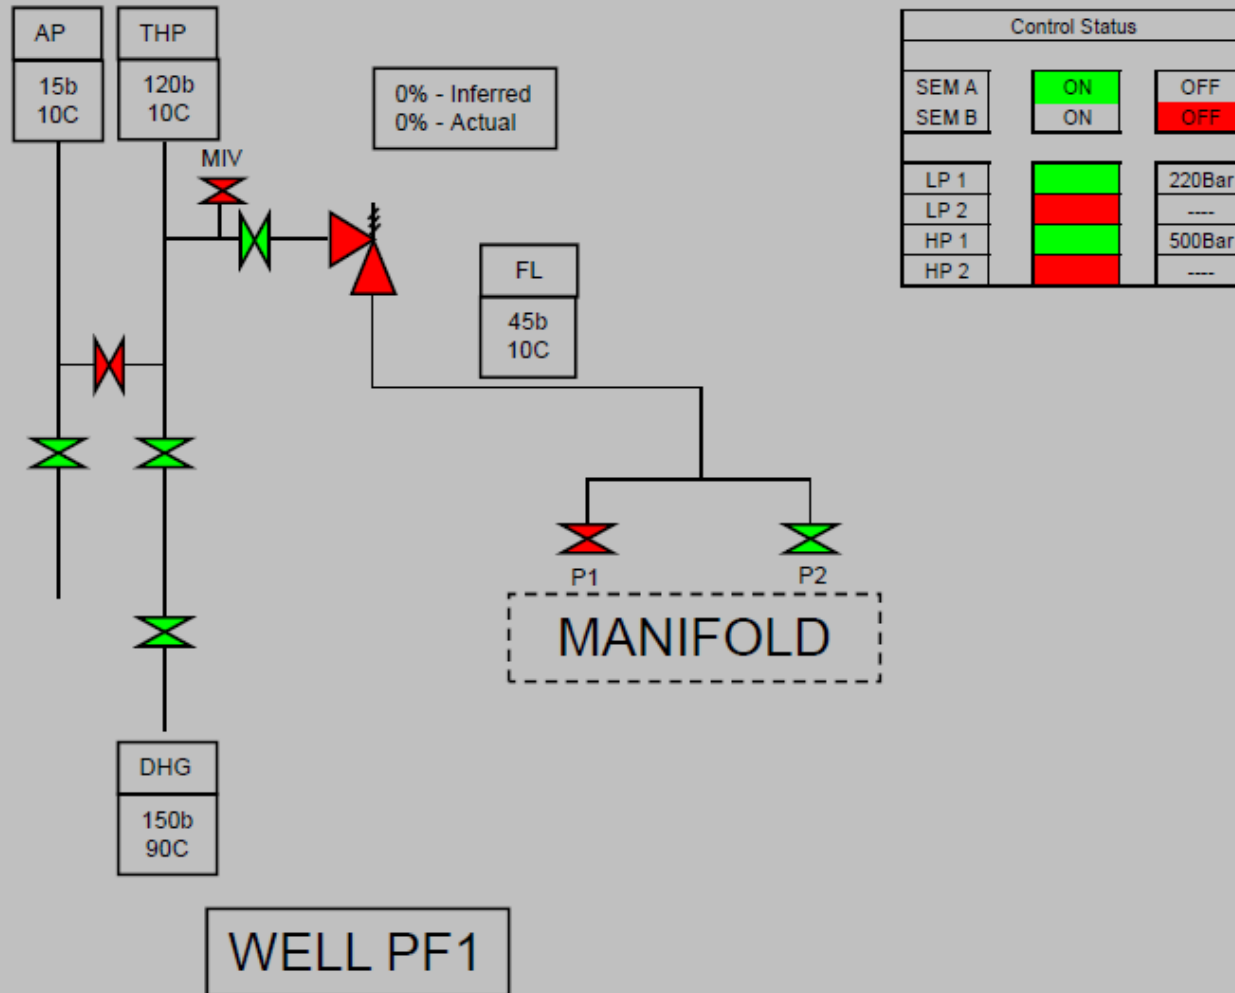 AP
15b
10C
THP
120b
10C
0% - Inferred
0% - Actual
MIV
FL
45b
10C
P1
P2
MANIFOLD
DHG
150b
90C
WELL PF1
Control Status
SEM A ON OFF
SEM B ON OFF
LP 1 220Bar
LP 2 ----
HP 1 500Bar
HP 2 ----